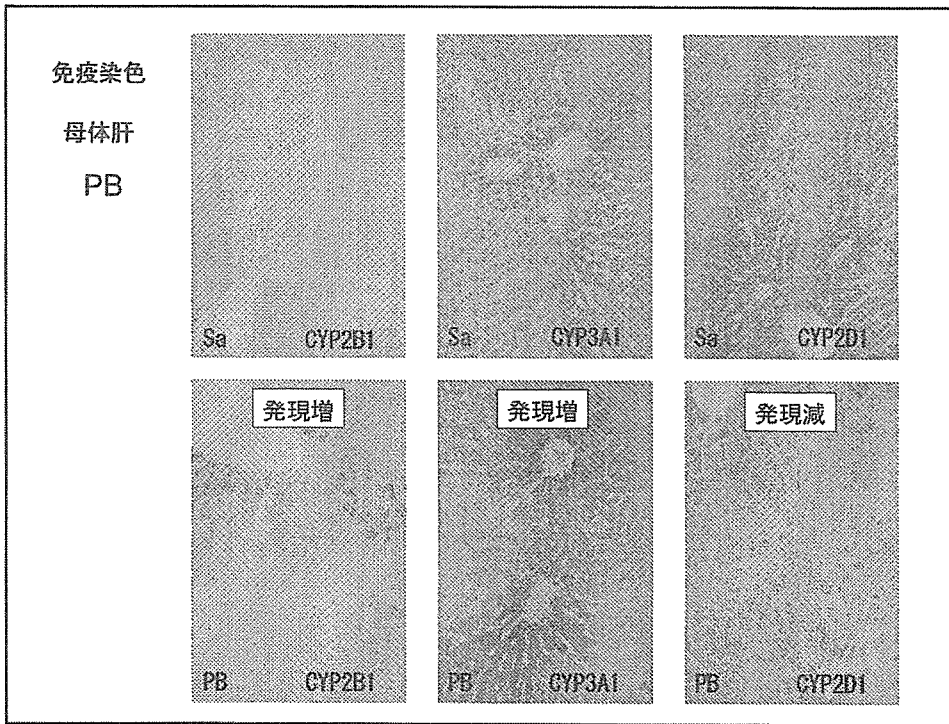 免疫染色
母体肝
PB
Sa CYP2B1
Sa CYP3A1
Sa CYP2D1
発現増
発現増
発現減
PB CYP2B1
PB CYP3A1
PB CYP2D1